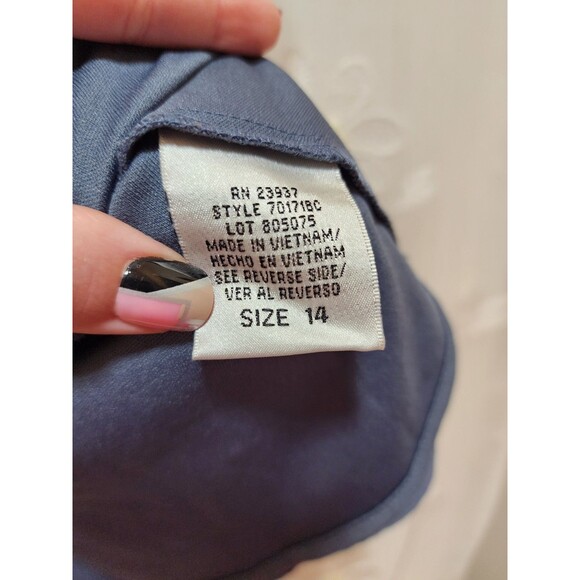 RN 23937
STYLE 70171BC
LOT 805075
MADE IN VIETNAM/
HECHO EN VIETNAM
SEE REVERSE SIDE/
VER AL REVERSO
SIZE 14